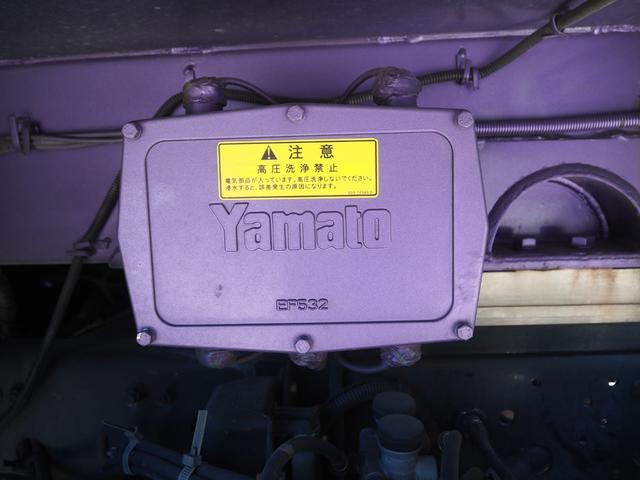 注意
高圧洗浄禁止
電気部品が入っています。高圧洗浄しないでください。
浸水すると、誤差発生の原因になります。
Yamato
EP532